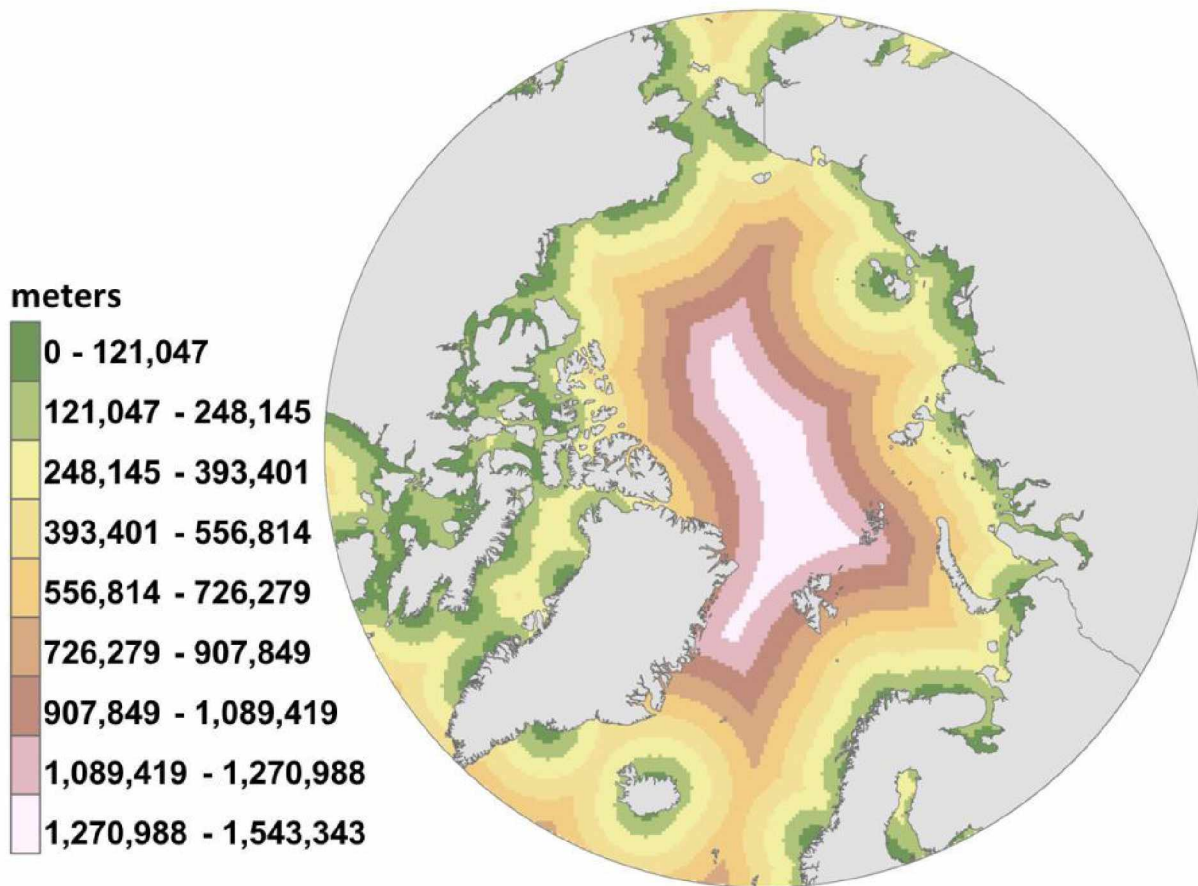 meters
0 - 121,047
121,047 - 248,145
248,145 - 393,401
393,401 - 556,814
556,814 - 726,279
726,279 - 907,849
907,849 - 1,089,419
1,089,419 - 1,270,988
1,270,988 - 1,543,343